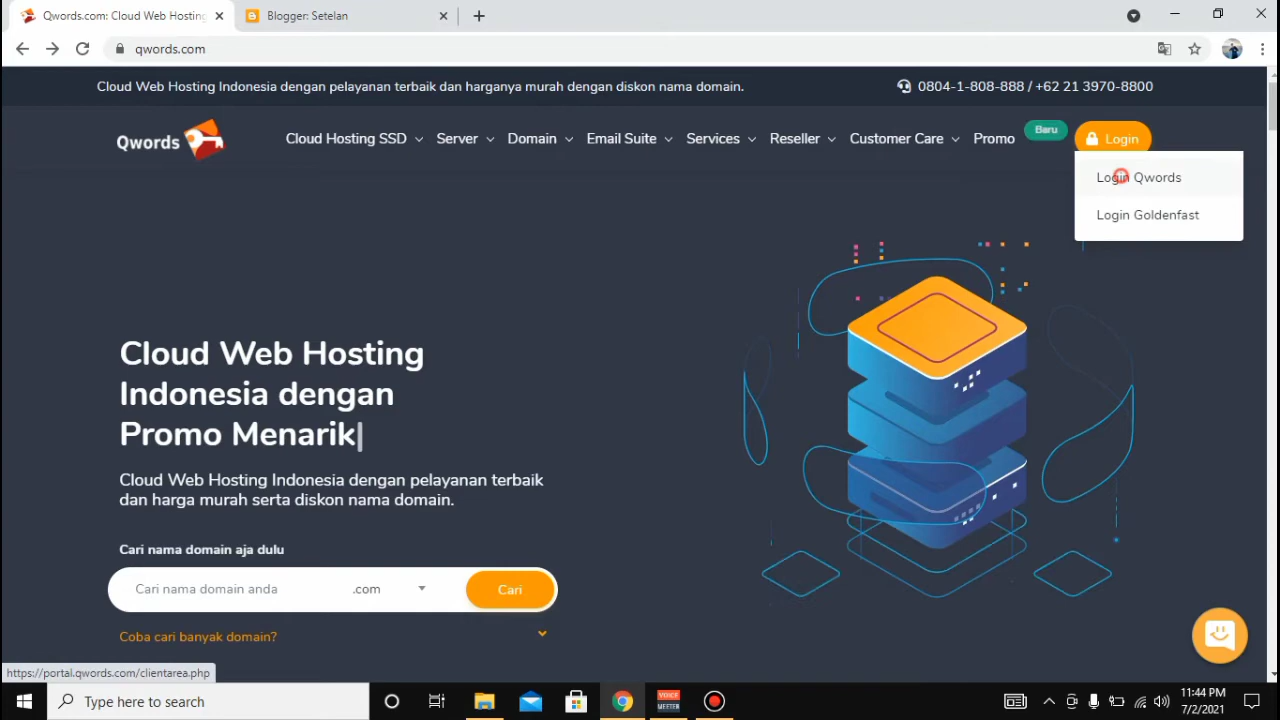 Qwords.com: Cloud Web Hosting
Blogger: Setelan
qwords.com
Cloud Web Hosting Indonesia dengan pelayanan terbaik dan harganya murah dengan diskon nama domain.
0804-1-808-888 / +62 21 3970-8800
Qwords
Cloud Hosting SSD
Server
Domain
Email Suite
Services
Reseller
Customer Care
Promo
Baru
Login
Login Qwords
Login Goldenfast
Cloud Web Hosting
Indonesia dengan
Promo Menarik
Cloud Web Hosting Indonesia dengan pelayanan terbaik
dan harga murah serta diskon nama domain.
Cari nama domain aja dulu
Cari nama domain anda
.com
Cari
Coba cari banyak domain?
https://portal.qwords.com/clientarea.php
Type here to search
VOICE
MEETER
11:44 PM
7/2/2021